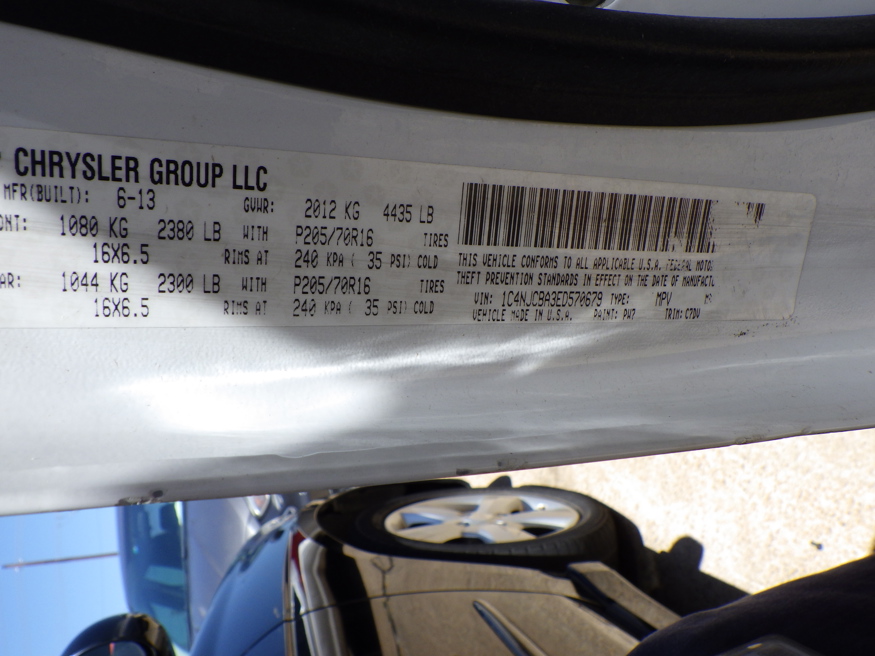 CHRYSLER GROUP LLC
MFR(BUILT): 6-13 GVWR: 2012 KG 4435 LB
1080 KG 2380 LB WITH P205/70R16 TIRES
16X6.5 RIMS AT 240 KPA ( 35 PSI) COLD
1044 KG 2300 LB WITH P205/70R16 TIRES
16X6.5 RIMS AT 240 KPA ( 35 PSI) COLD
THIS VEHICLE CONFORMS TO ALL APPLICABLE U.S.A. FEDERAL MOTO
THEFT PREVENTION STANDARDS IN EFFECT ON THE DATE OF MANUFACTU
VIN: 1C4NJCBA3ED570679 TYPE: MPV
VEHICLE MADE IN U.S.A. PAINT: PW7 TRIM: C7DV